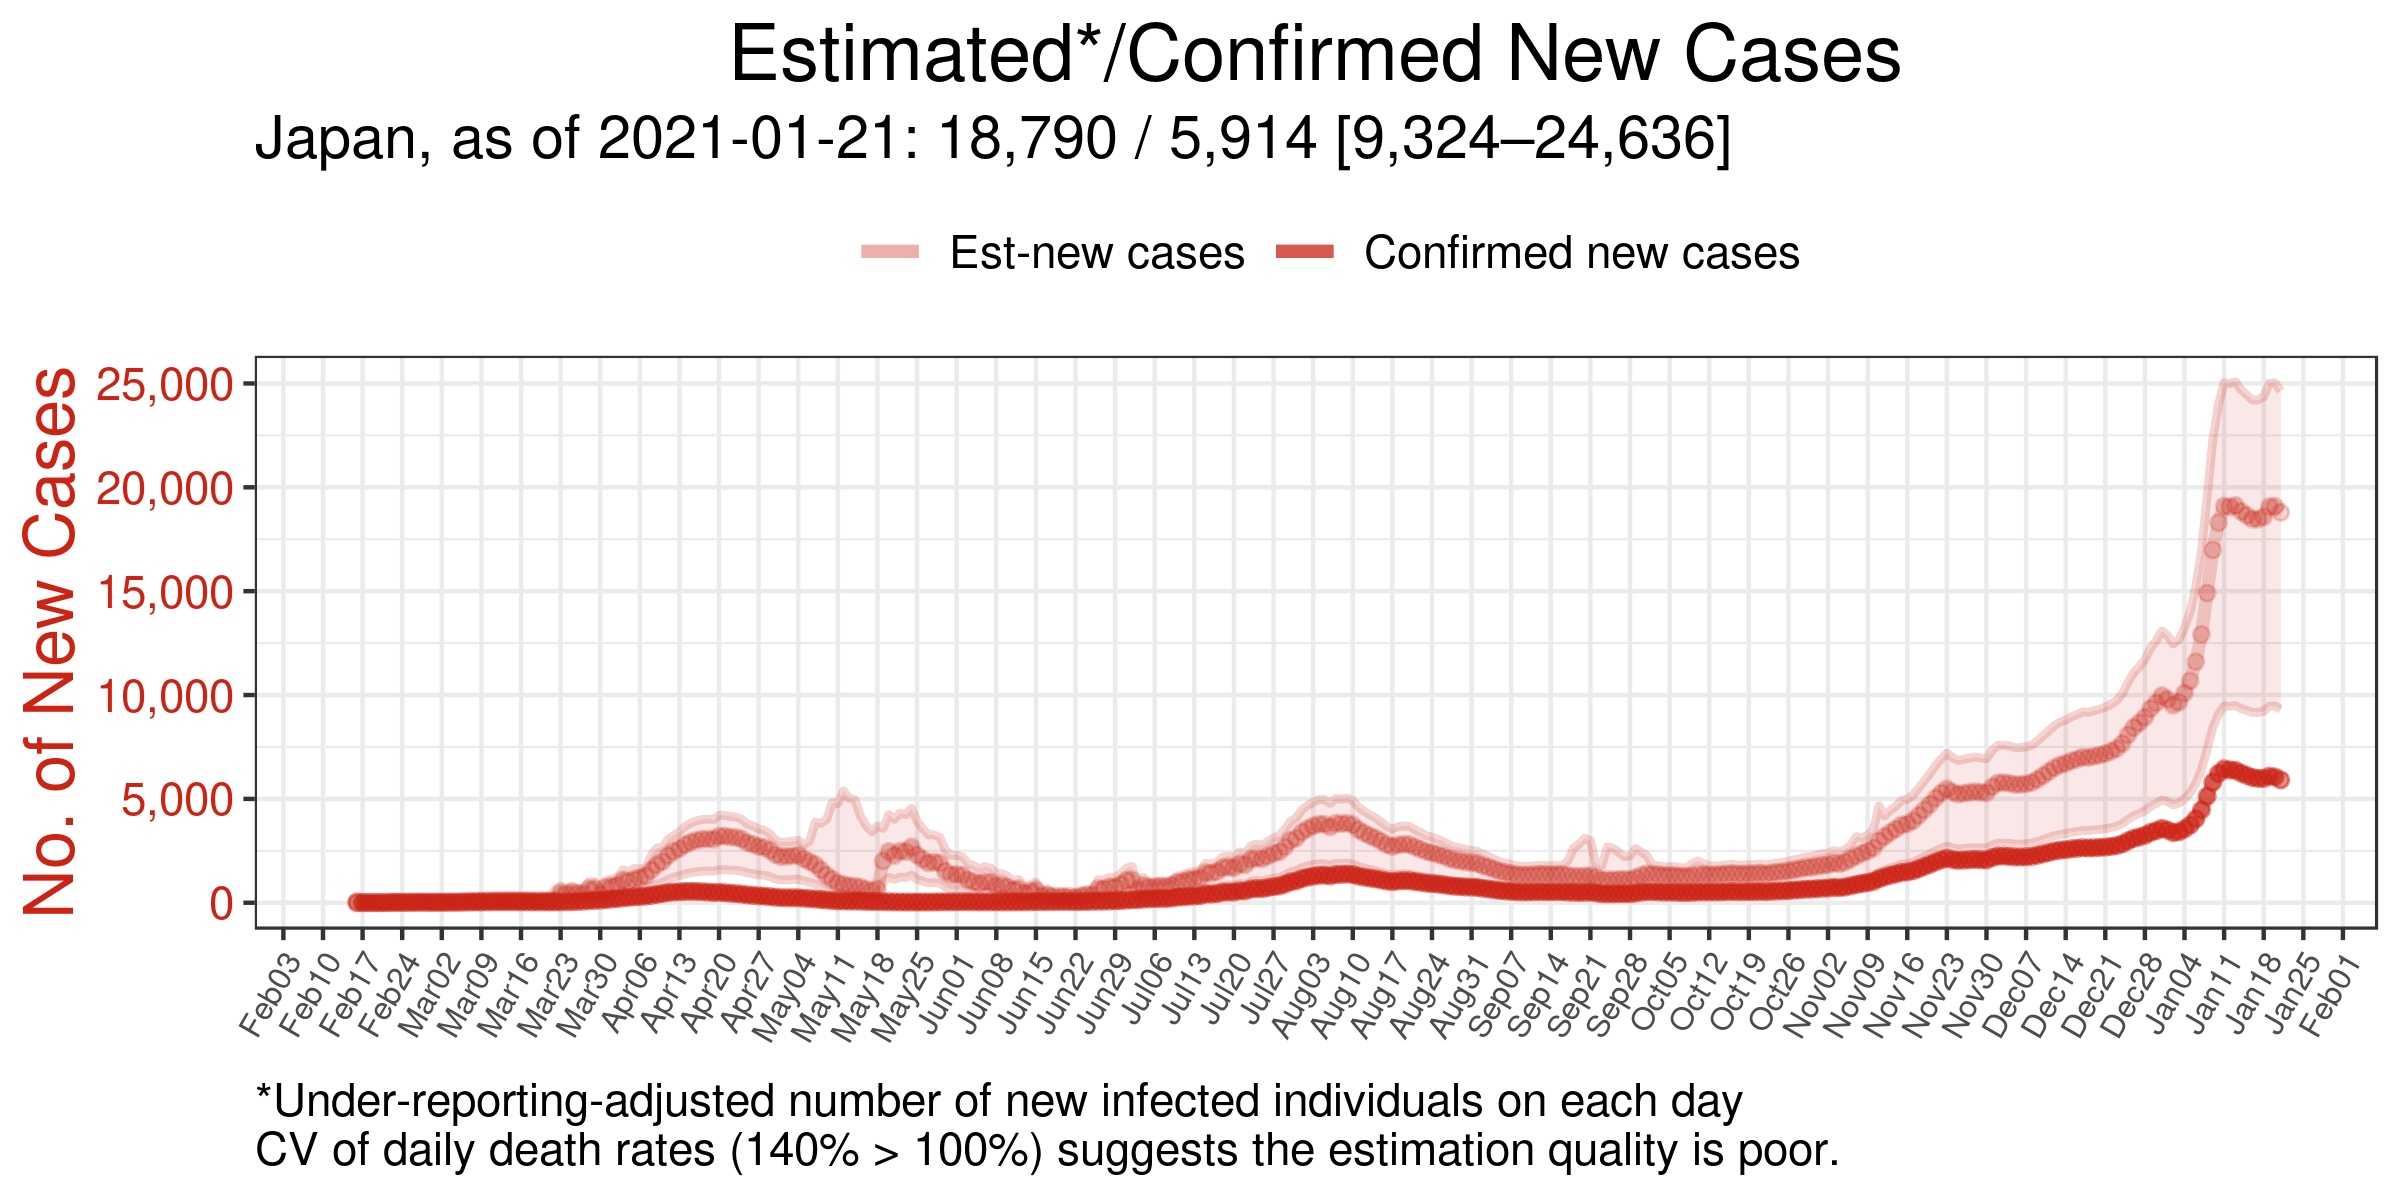 Estimated*/Confirmed New Cases
Japan, as of 2021-01-21: 18,790 / 5,914 [9,324–24,636]
Est-new cases Confirmed new cases
No. of New Cases
25,000
20,000
15,000
10,000
5,000
0
Feb03 Feb10 Feb17 Feb24 Mar02 Mar09 Mar16 Mar23 Mar30 Apr06 Apr13 Apr20 Apr27 May04 May11 May18 May25 Jun01 Jun08 Jun15 Jun22 Jun29 Jul06 Jul13 Jul20 Jul27 Aug03 Aug10 Aug17 Aug24 Aug31 Sep07 Sep14 Sep21 Sep28 Oct05 Oct12 Oct19 Oct26 Nov02 Nov09 Nov16 Nov23 Nov30 Dec07 Dec14 Dec21 Dec28 Jan04 Jan11 Jan18 Jan25 Feb01
*Under-reporting-adjusted number of new infected individuals on each day
CV of daily death rates (140% > 100%) suggests the estimation quality is poor.